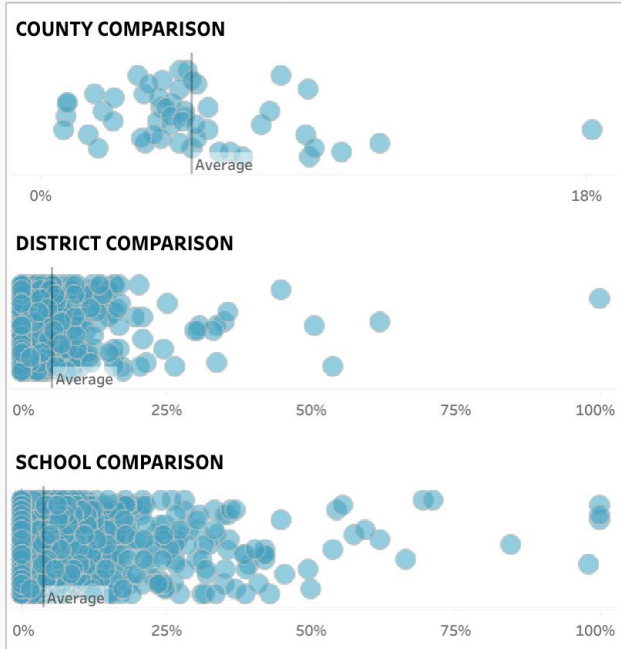 COUNTY COMPARISON
Average
0% 18%
DISTRICT COMPARISON
Average
0% 25% 50% 75% 100%
SCHOOL COMPARISON
Average
0% 25% 50% 75% 100%